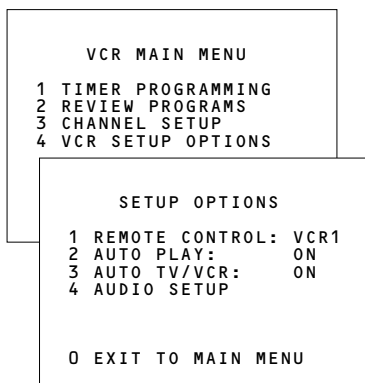 VCR MAIN MENU
1 TIMER PROGRAMMING
2 REVIEW PROGRAMS
3 CHANNEL SETUP
4 VCR SETUP OPTIONS
SETUP OPTIONS
1 REMOTE CONTROL: VCR1
2 AUTO PLAY: ON
3 AUTO TV/VCR: ON
4 AUDIO SETUP
0 EXIT TO MAIN MENU